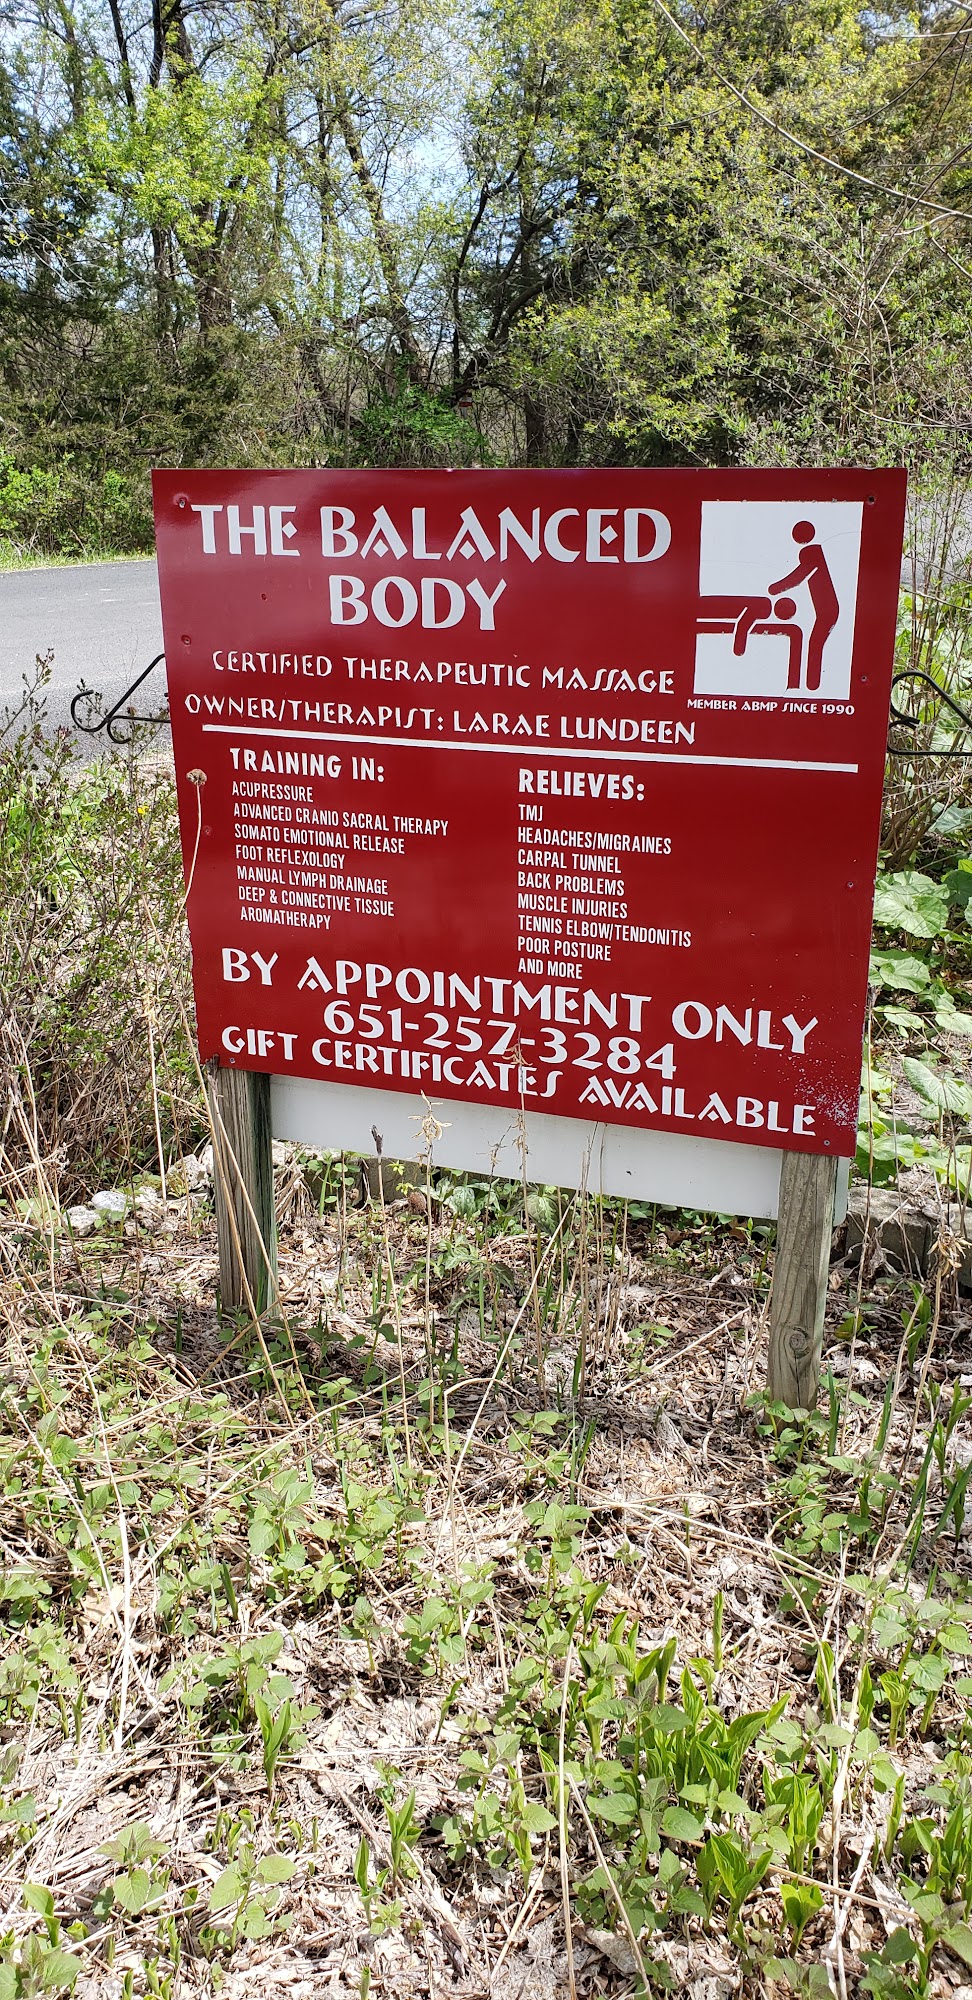 THE BALANCED
BODY
CERTIFIED THERAPEUTIC MASSAGE
OWNER/THERAPIST: LARAE LUNDEEN
MEMBER ABMP SINCE 1990
TRAINING IN:
ACUPRESSURE
ADVANCED CRANIO SACRAL THERAPY
SOMATO EMOTIONAL RELEASE
FOOT REFLEXOLOGY
MANUAL LYMPH DRAINAGE
DEEP & CONNECTIVE TISSUE
AROMATHERAPY
RELIEVES:
TMJ
HEADACHES/MIGRAINES
CARPAL TUNNEL
BACK PROBLEMS
MUSCLE INJURIES
TENNIS ELBOW/TENDONITIS
POOR POSTURE
AND MORE
BY APPOINTMENT ONLY
651-257-3284
GIFT CERTIFICATES AVAILABLE